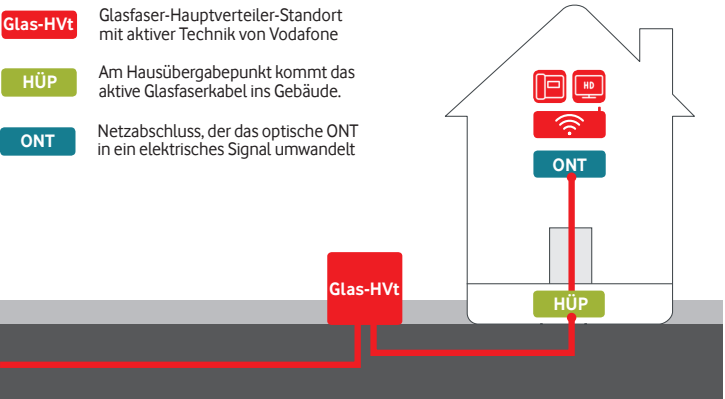 Glas-HVt
Glasfaser-Hauptverteiler-Standort
mit aktiver Technik von Vodafone
HÜP
Am Hausübergabepunkt kommt das
aktive Glasfaserkabel ins Gebäude.
ONT
Netzabschluss, der das optische ONT
in ein elektrisches Signal umwandelt
HD
ONT
Glas-HVt
HÜP